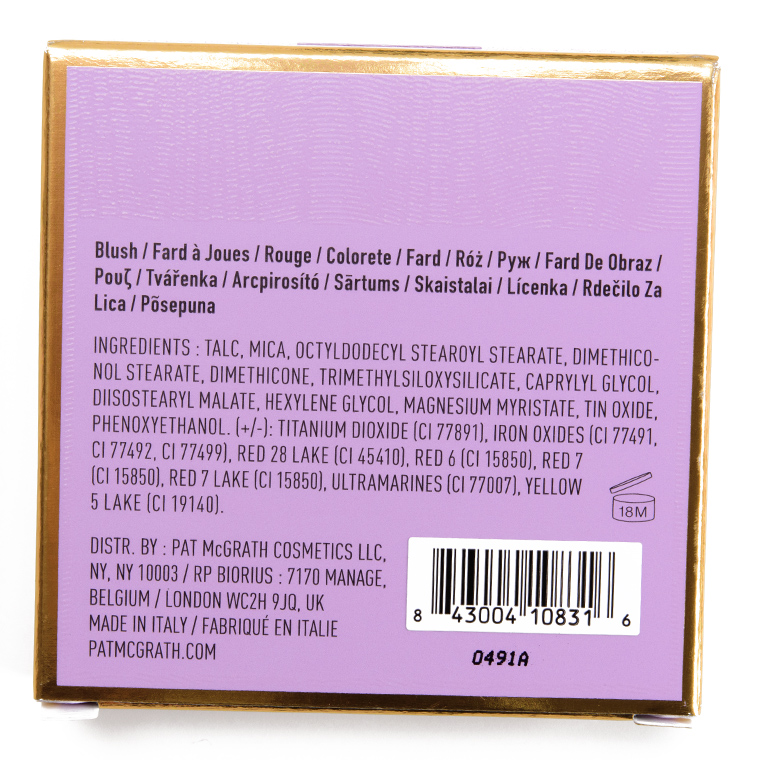 Blush / Fard à Joues / Rouge / Colorete / Fard / Róż / Руж / Fard De Obraz /
Ρουζ / Tvářenka / Arcpirosító / Sārtums / Skaistalai / Lícenka / Rdečilo Za
Lica / Põsepuna
INGREDIENTS : TALC, MICA, OCTYLDODECYL STEAROYL STEARATE, DIMETHICO-
NOL STEARATE, DIMETHICONE, TRIMETHYLSILOXYSILICATE, CAPRYLYL GLYCOL,
DIISOSTEARYL MALATE, HEXYLENE GLYCOL, MAGNESIUM MYRISTATE, TIN OXIDE,
PHENOXYETHANOL. (+/-): TITANIUM DIOXIDE (CI 77891), IRON OXIDES (CI 77491,
CI 77492, CI 77499), RED 28 LAKE (CI 45410), RED 6 (CI 15850), RED 7
(CI 15850), RED 7 LAKE (CI 15850), ULTRAMARINES (CI 77007), YELLOW
5 LAKE (CI 19140).
18M
DISTR. BY : PAT McGRATH COSMETICS LLC,
NY, NY 10003 / RP BIORIUS : 7170 MANAGE,
BELGIUM / LONDON WC2H 9JQ, UK
MADE IN ITALY / FABRIQUÉ EN ITALIE
PATMCGRATH.COM
8 43004 10831 6
0491A